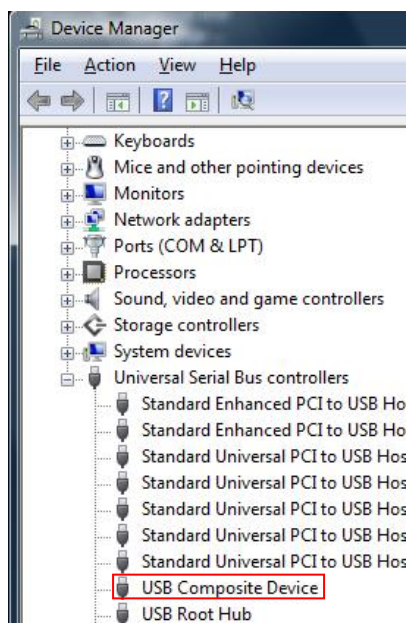 Device Manager
File Action View Help
Keyboards
Mice and other pointing devices
Monitors
Network adapters
Ports (COM & LPT)
Processors
Sound, video and game controllers
Storage controllers
System devices
Universal Serial Bus controllers
Standard Enhanced PCI to USB Ho
Standard Enhanced PCI to USB Ho
Standard Universal PCI to USB Hos
Standard Universal PCI to USB Hos
Standard Universal PCI to USB Hos
Standard Universal PCI to USB Hos
Standard Universal PCI to USB Hos
USB Composite Device
USB Root Hub